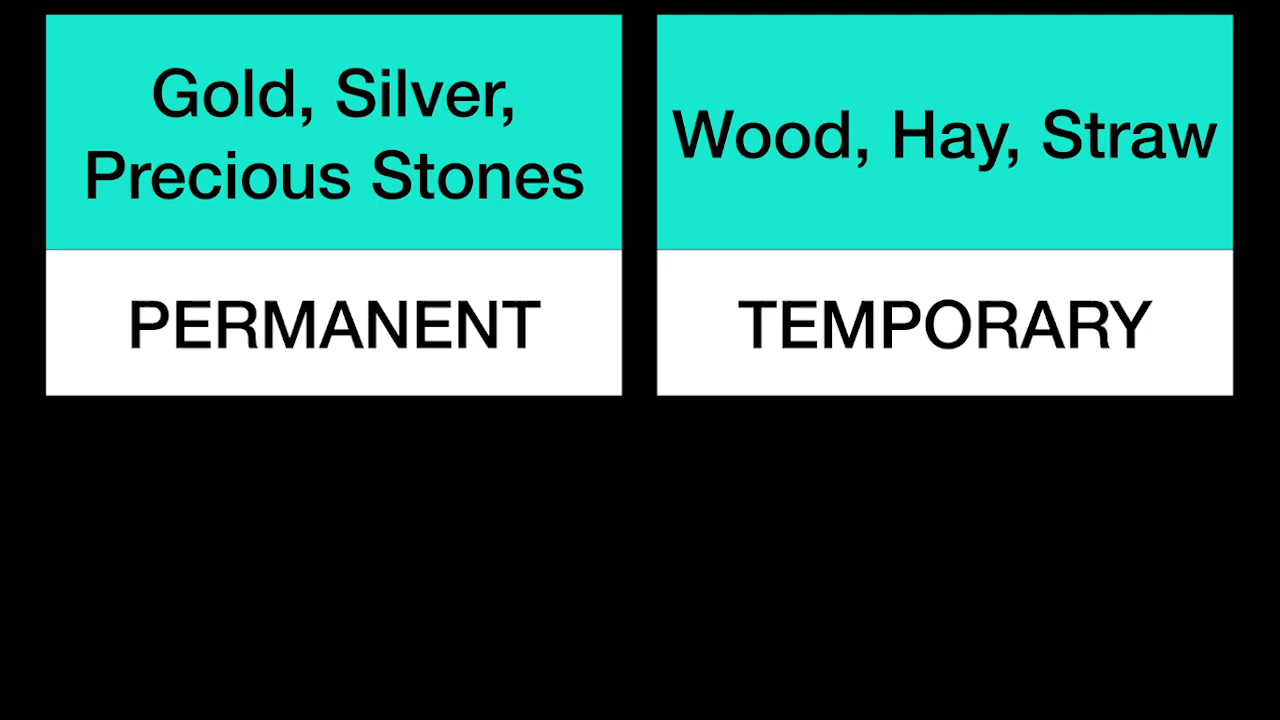 Gold, Silver,
Precious Stones
PERMANENT
Wood, Hay, Straw
TEMPORARY